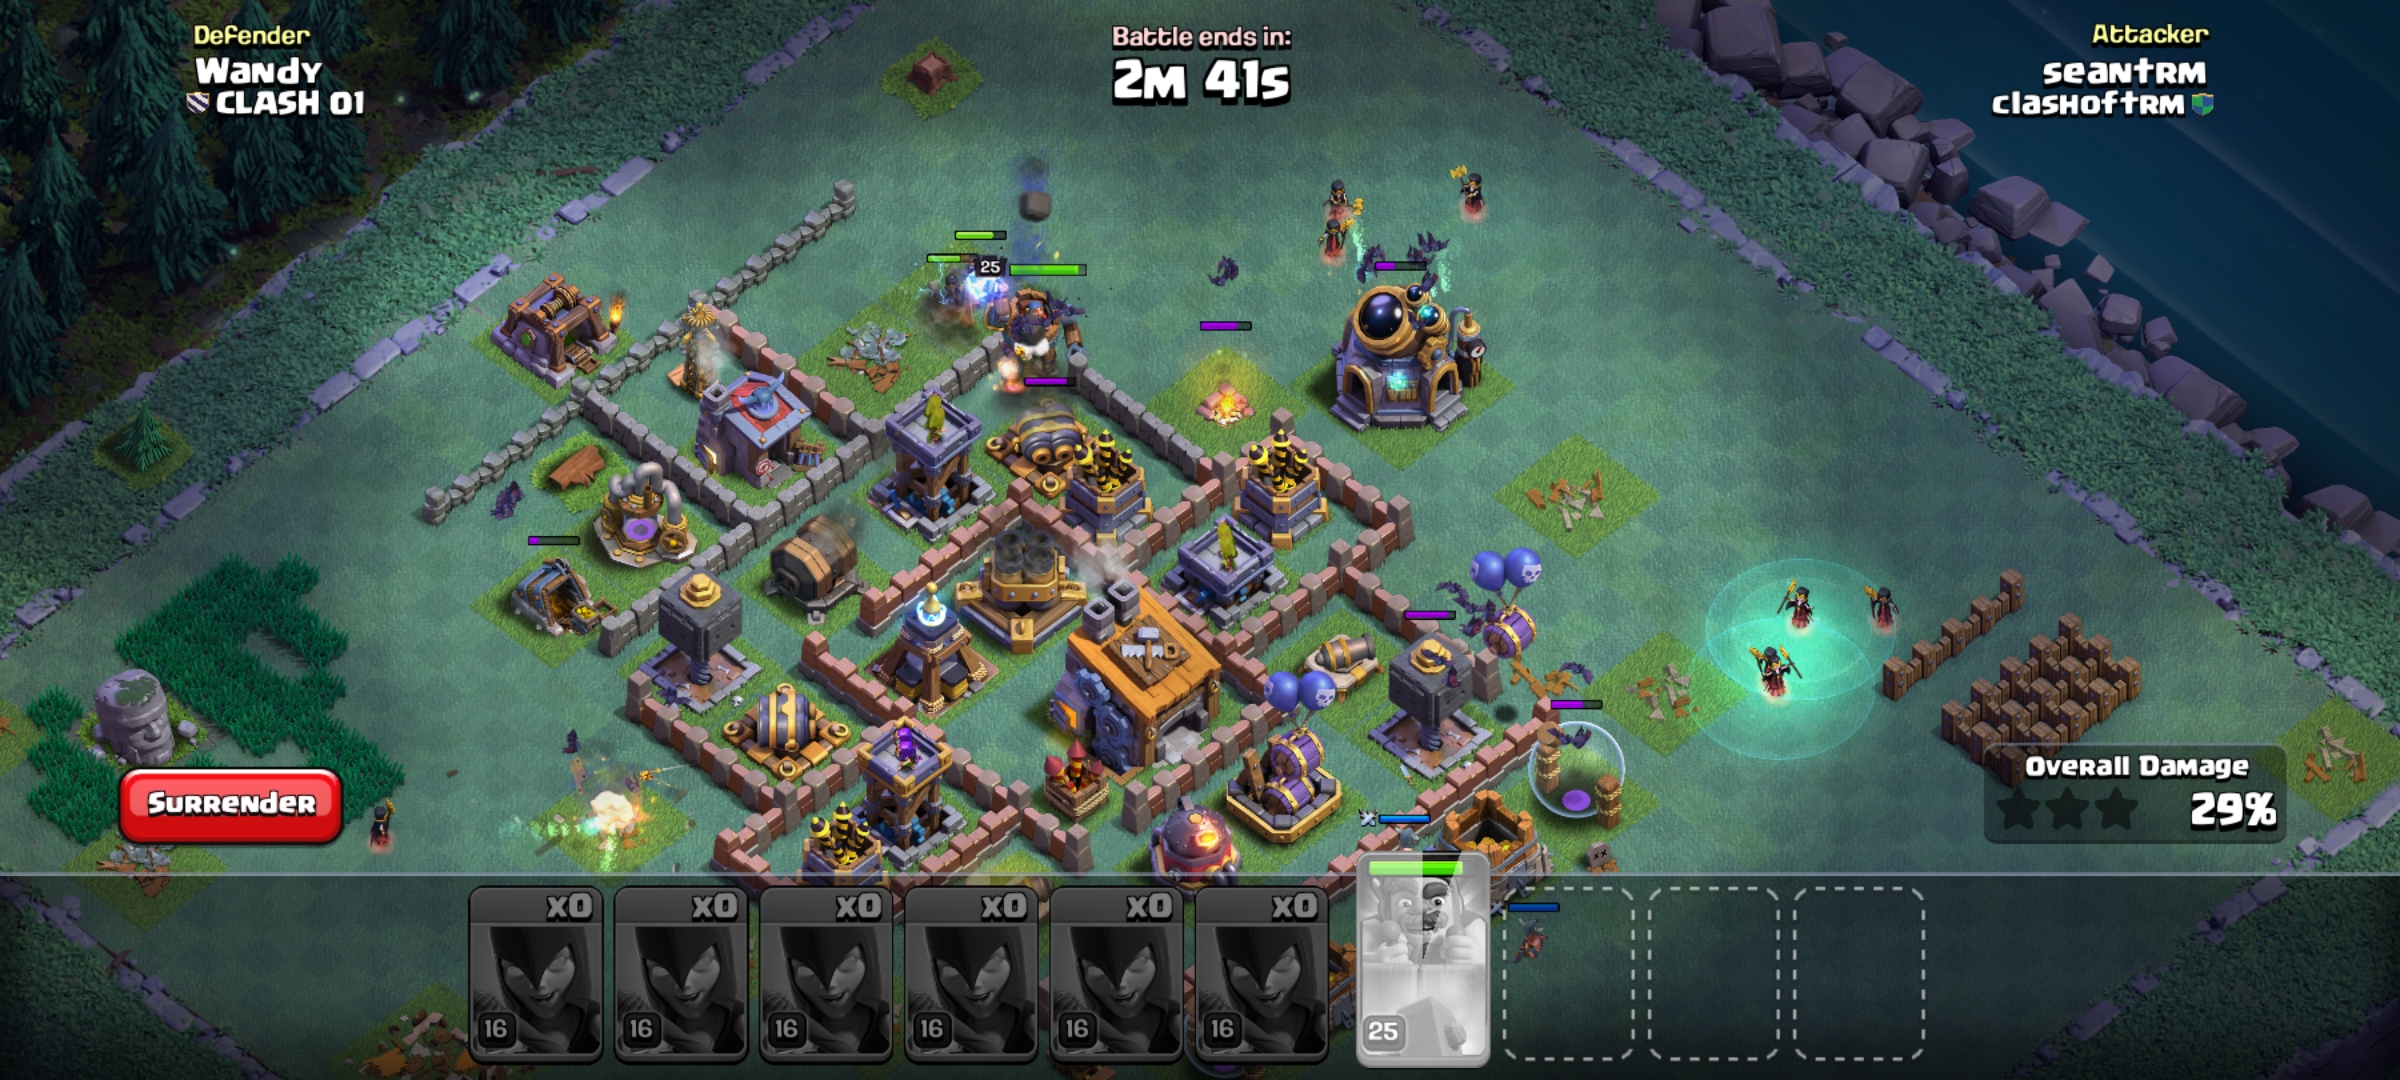 Defender
Wandy
CLASH 01
Battle ends in:
2M 41s
Attacker
seantRM
clashoftRM
25
Surrender
Overall Damage
29%
x0
x0
x0
x0
x0
x0
16
16
16
16
16
16
25